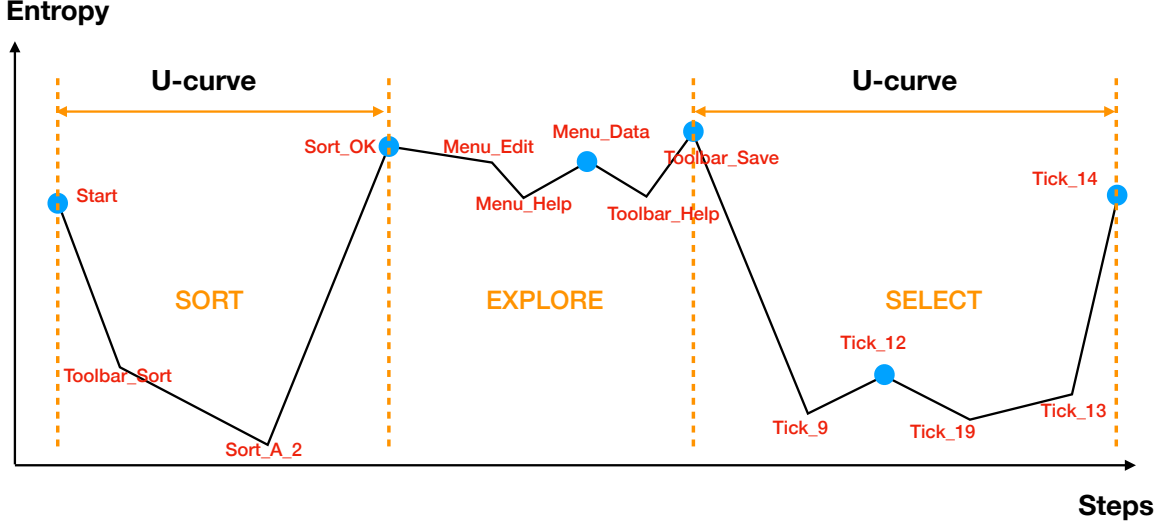 Entropy
U-curve
U-curve
Menu_Data
Sort_OK
Menu_Edit
Toolbar_Save
Tick_14
Start
Menu_Help
Toolbar_Help
SORT
EXPLORE
SELECT
Tick_12
Toolbar_Sort
Tick_13
Tick_9
Tick_19
Sort_A_2
Steps